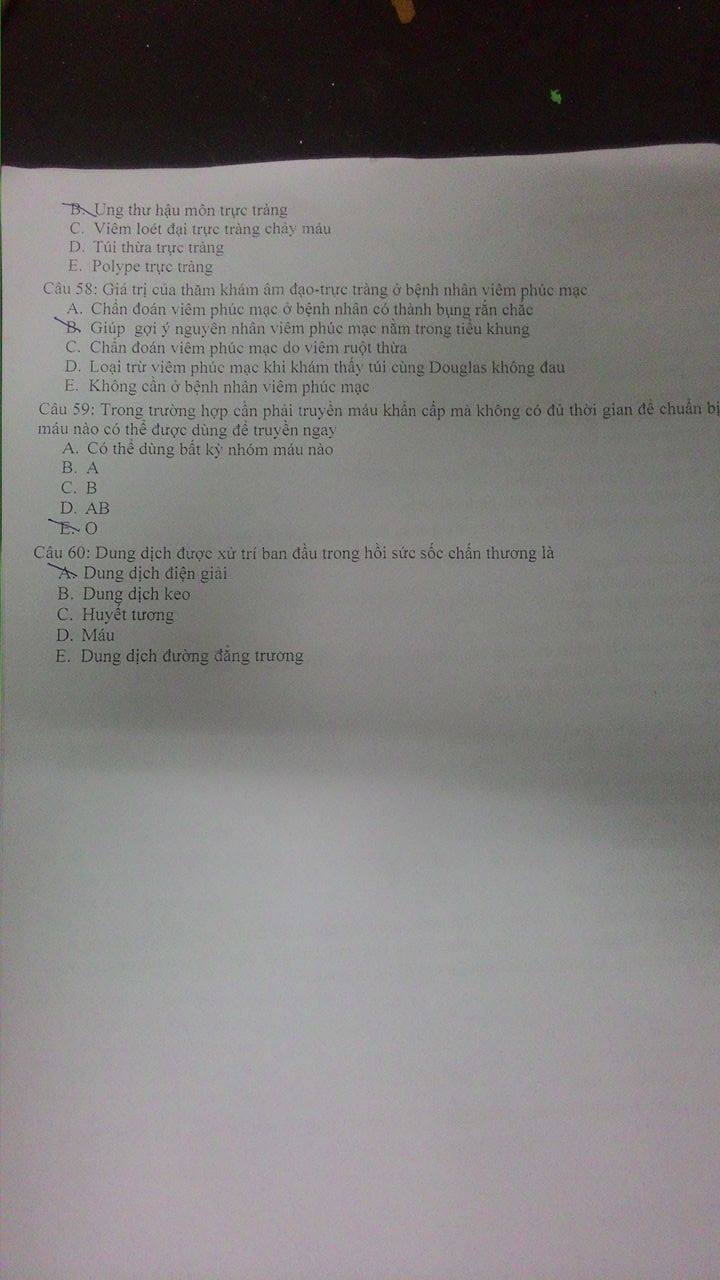 B. Ung thư hậu môn trực tràng
C. Viêm loét đại trực tràng chảy máu
D. Túi thừa trực tràng
E. Polype trực tràng
Câu 58: Giá trị của thăm khám âm đạo-trực tràng ở bệnh nhân viêm phúc mạc
A. Chẩn đoán viêm phúc mạc ở bệnh nhân có thành bụng rắn chắc
B. Giúp gợi ý nguyên nhân viêm phúc mạc nằm trong tiểu khung
C. Chẩn đoán viêm phúc mạc do viêm ruột thừa
D. Loại trừ viêm phúc mạc khi khám thấy túi cùng Douglas không đau
E. Không cần ở bệnh nhân viêm phúc mạc
Câu 59: Trong trường hợp cần phải truyền máu khẩn cấp mà không có đủ thời gian để chuẩn bị
máu nào có thể được dùng để truyền ngay
A. Có thể dùng bất kỳ nhóm máu nào
B. A
C. B
D. AB
E. O
Câu 60: Dung dịch được xử trí ban đầu trong hồi sức sốc chấn thương là
A. Dung dịch điện giải
B. Dung dịch keo
C. Huyết tương
D. Máu
E. Dung dịch đường đẳng trương